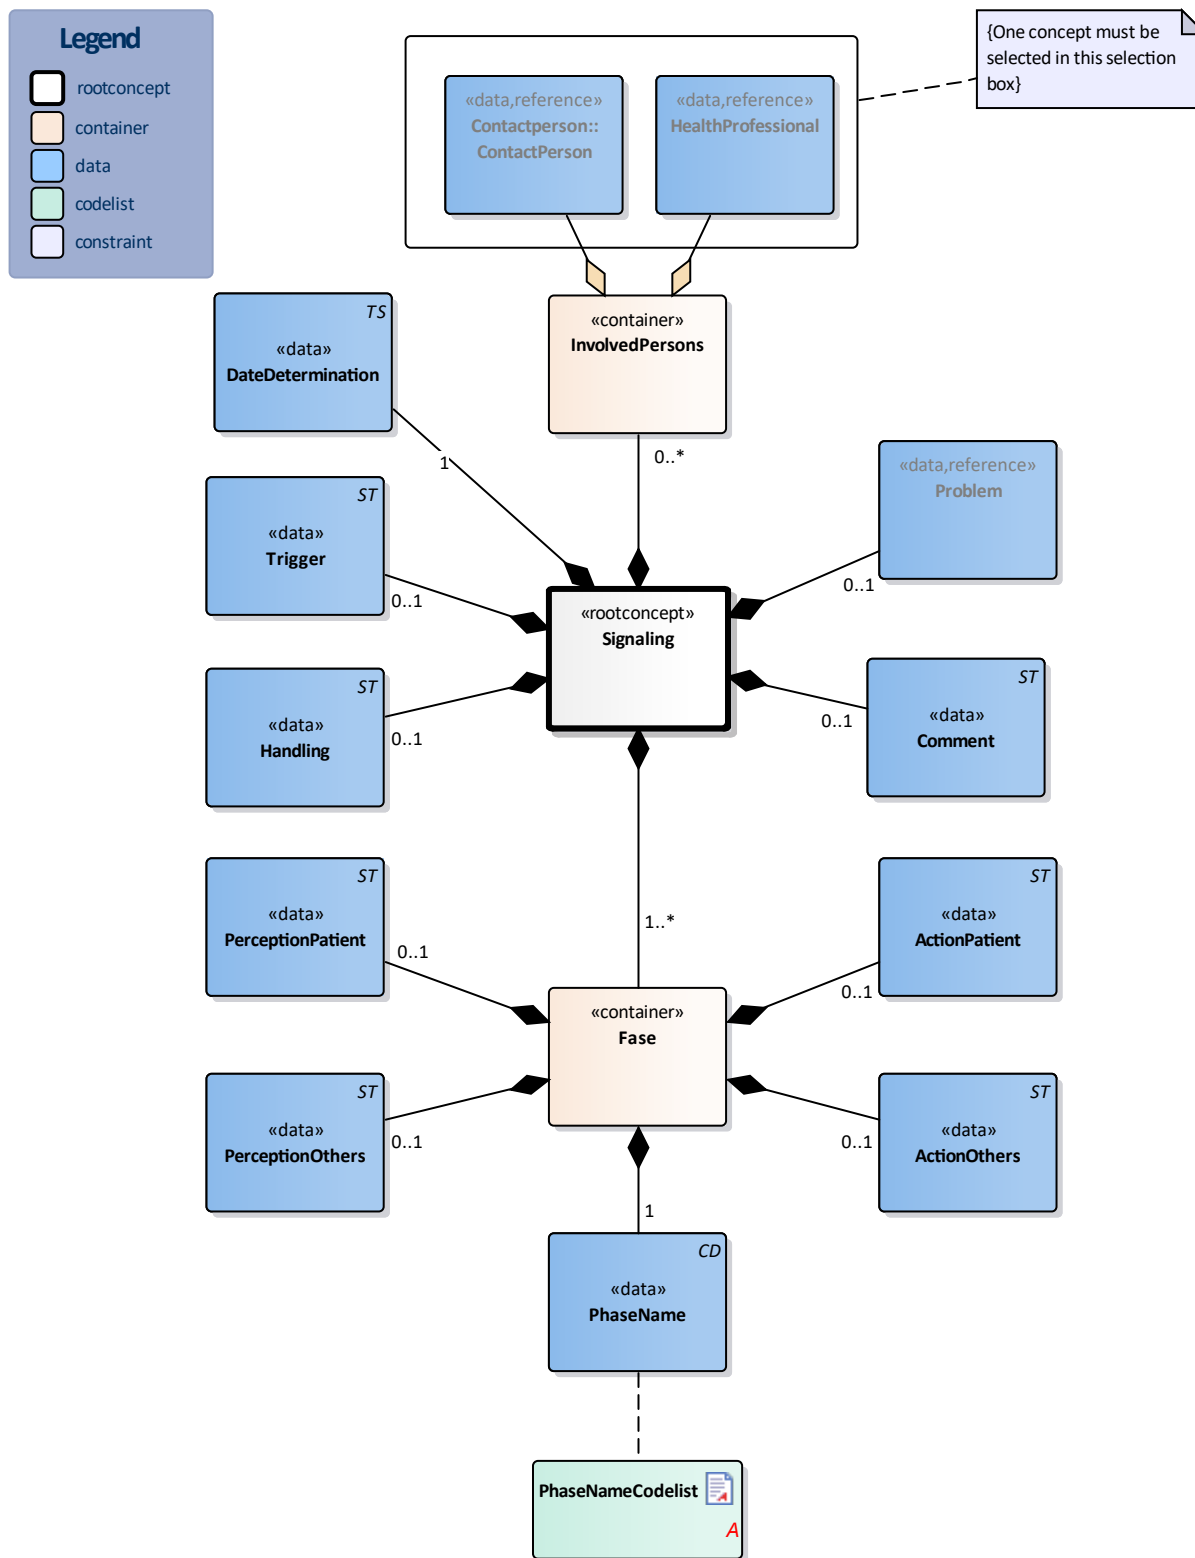 Legend
rootconcept
container
data
codelist
constraint
{One concept must be
selected in this selection
box}
«data,reference»
Contactperson::
ContactPerson
«data,reference»
HealthProfessional
TS
«data»
DateDetermination
1
«container»
InvolvedPersons
0..*
ST
«data»
Trigger
0..1
«data,reference»
Problem
0..1
«rootconcept»
Signaling
ST
«data»
Handling
0..1
ST
«data»
Comment
0..1
1..*
ST
«data»
PerceptionPatient
0..1
ST
«data»
ActionPatient
0..1
«container»
Fase
ST
«data»
PerceptionOthers
0..1
ST
«data»
ActionOthers
0..1
1
CD
«data»
PhaseName
PhaseNameCodelist
A